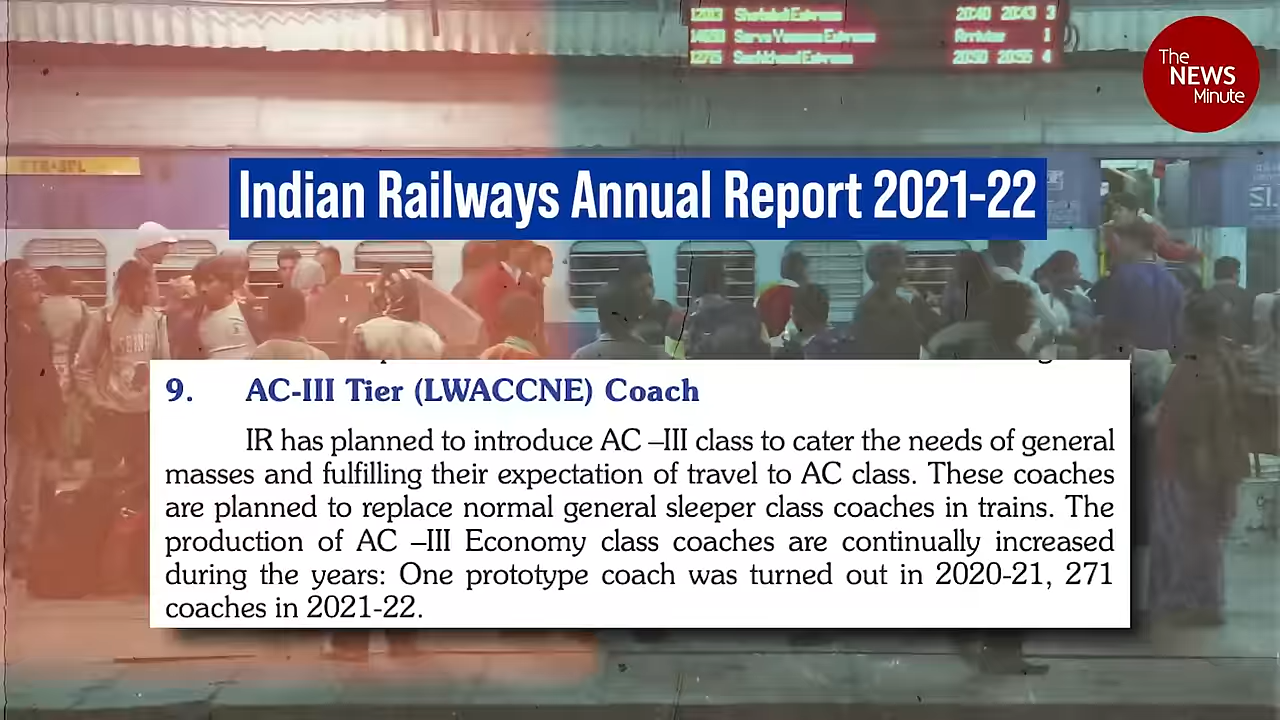 The
NEWS
Minute
Indian Railways Annual Report 2021-22
9. AC-III Tier (LWACCNE) Coach
IR has planned to introduce AC –III class to cater the needs of general
masses and fulfilling their expectation of travel to AC class. These coaches
are planned to replace normal general sleeper class coaches in trains. The
production of AC –III Economy class coaches are continually increased
during the years: One prototype coach was turned out in 2020-21, 271
coaches in 2021-22.